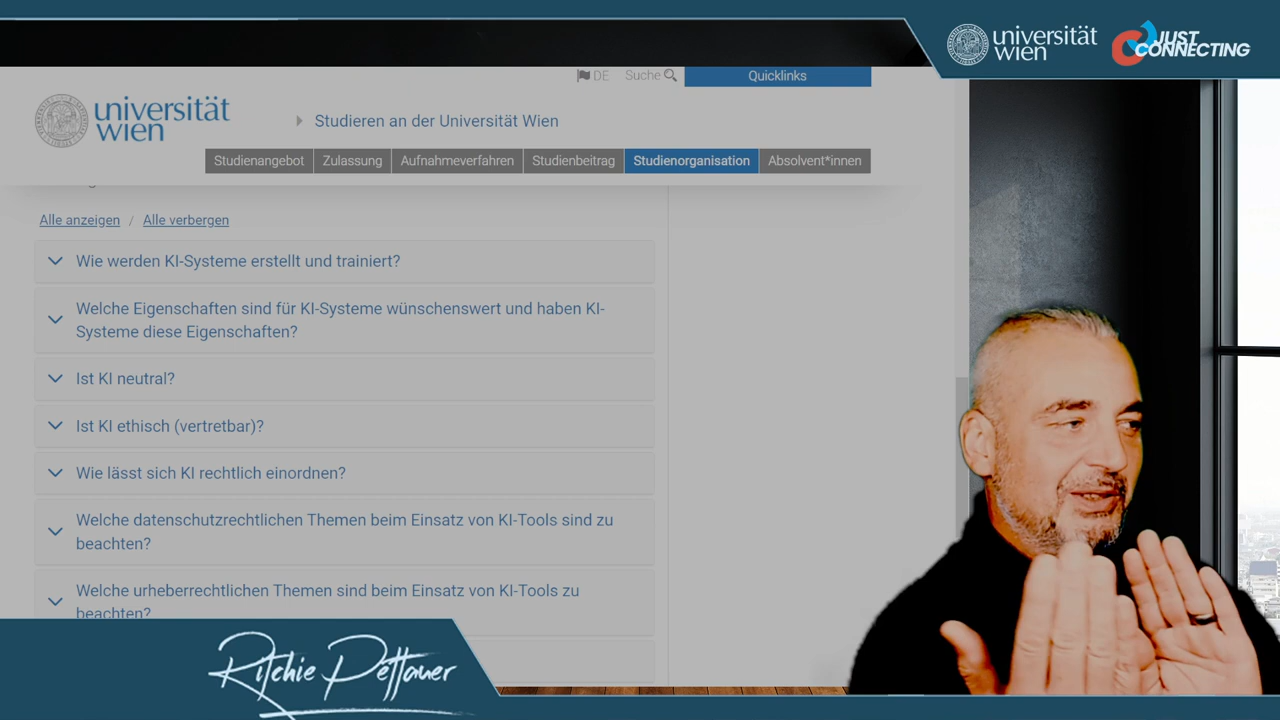 universität
wien
JUST
CONNECTING
DE
Suche
Quicklinks
universität
wien
Studieren an der Universität Wien
Studienangebot
Zulassung
Aufnahmeverfahren
Studienbeitrag
Studienorganisation
Absolvent*innen
Alle anzeigen / Alle verbergen
Wie werden KI-Systeme erstellt und trainiert?
Welche Eigenschaften sind für KI-Systeme wünschenswert und haben KI-
Systeme diese Eigenschaften?
Ist KI neutral?
Ist KI ethisch (vertretbar)?
Wie lässt sich KI rechtlich einordnen?
Welche datenschutzrechtlichen Themen beim Einsatz von KI-Tools sind zu
beachten?
Welche urheberrechtlichen Themen sind beim Einsatz von KI-Tools zu
beachten?
Ritchie Pettauer